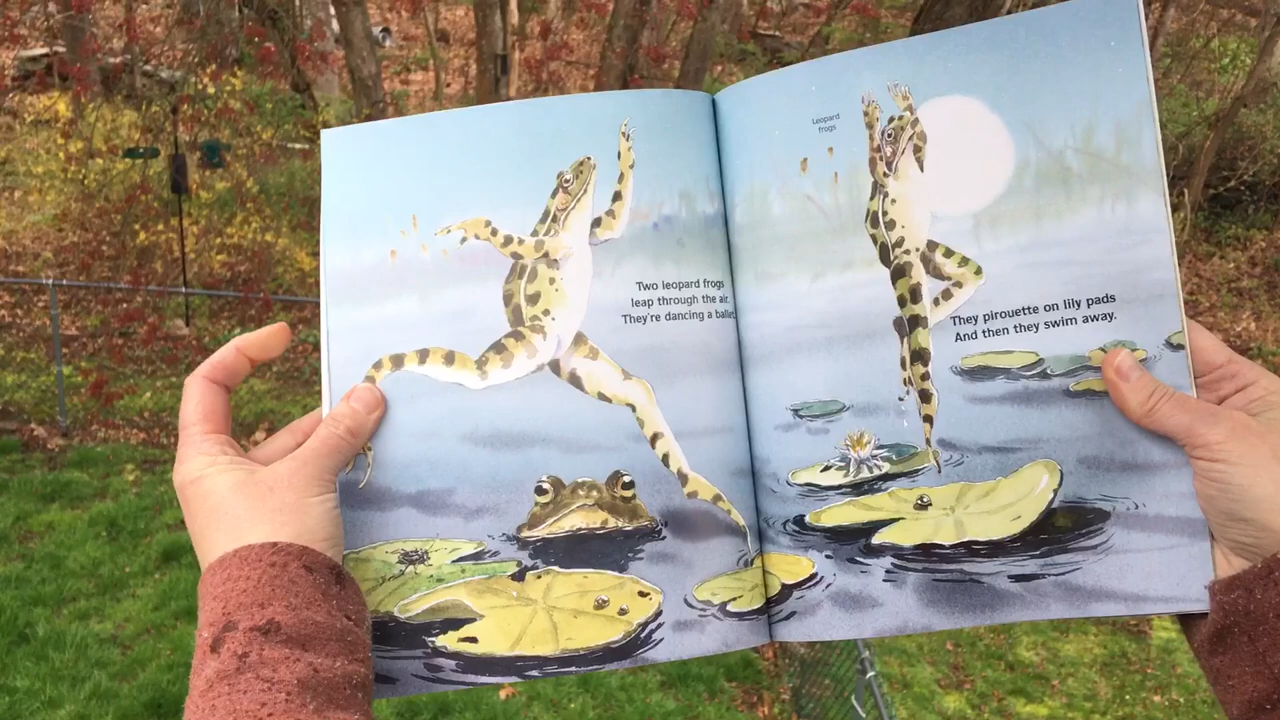 Two leopard frogs
leap through the air.
They're dancing a ballet
Leopard
frogs
They pirouette on lily pads
And then they swim away.